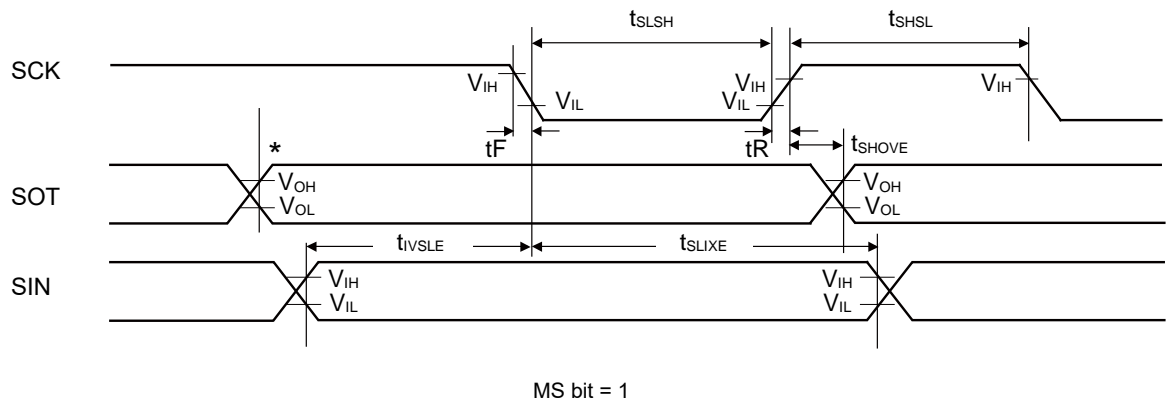 tSLSH
tSHSL
SCK
VIH
VIL
VIH
VIL
VIH
tF
tR
tSHOVE
*
SOT
VOH
VOL
VOH
VOL
tIVSLE
tSLIXE
SIN
VIH
VIL
VIH
VIL
MS bit = 1